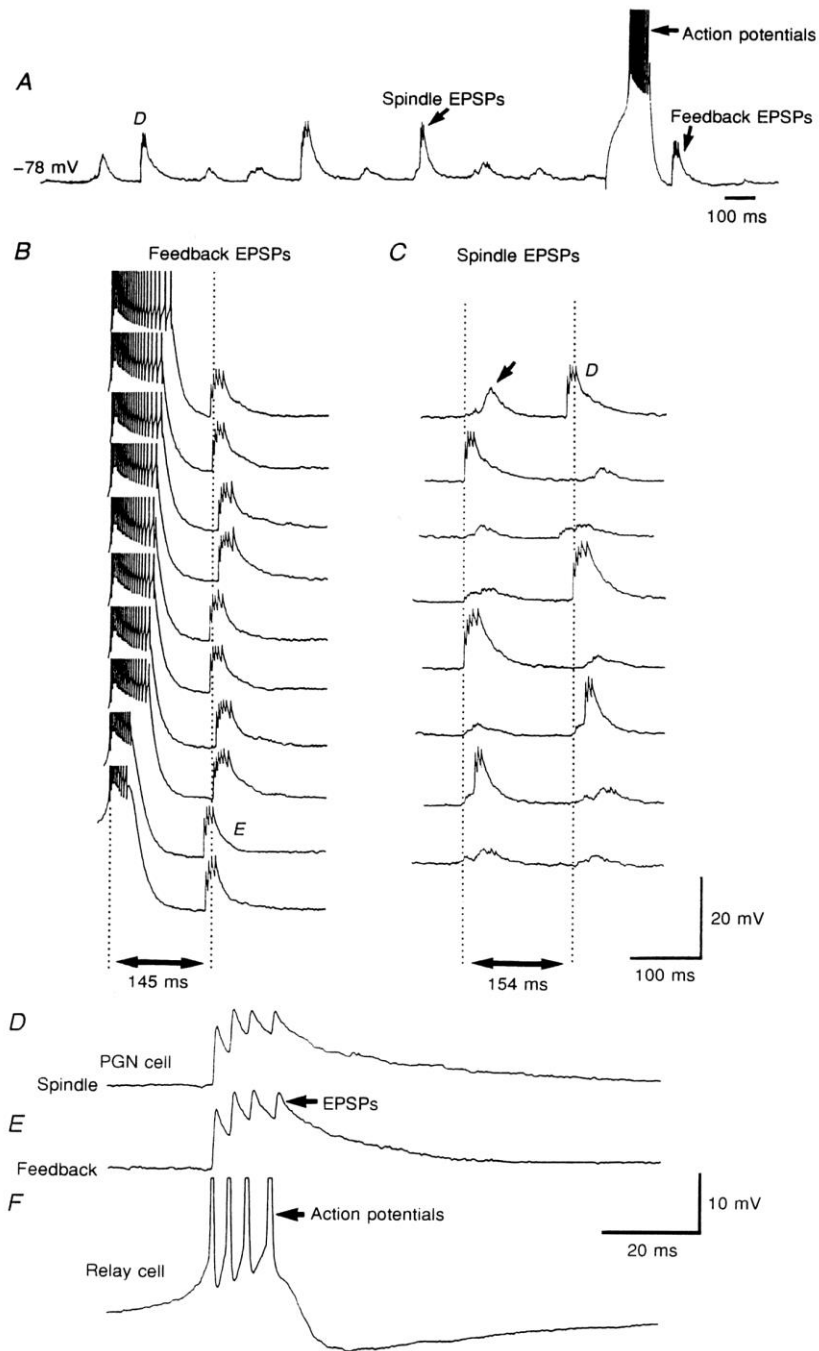 A
D
Spindle EPSPs
Action potentials
Feedback EPSPs
−78 mV
100 ms
B
Feedback EPSPs
E
145 ms
C
Spindle EPSPs
D
154 ms
20 mV
100 ms
D
PGN cell
Spindle
E
EPSPs
Feedback
F
Action potentials
Relay cell
10 mV
20 ms